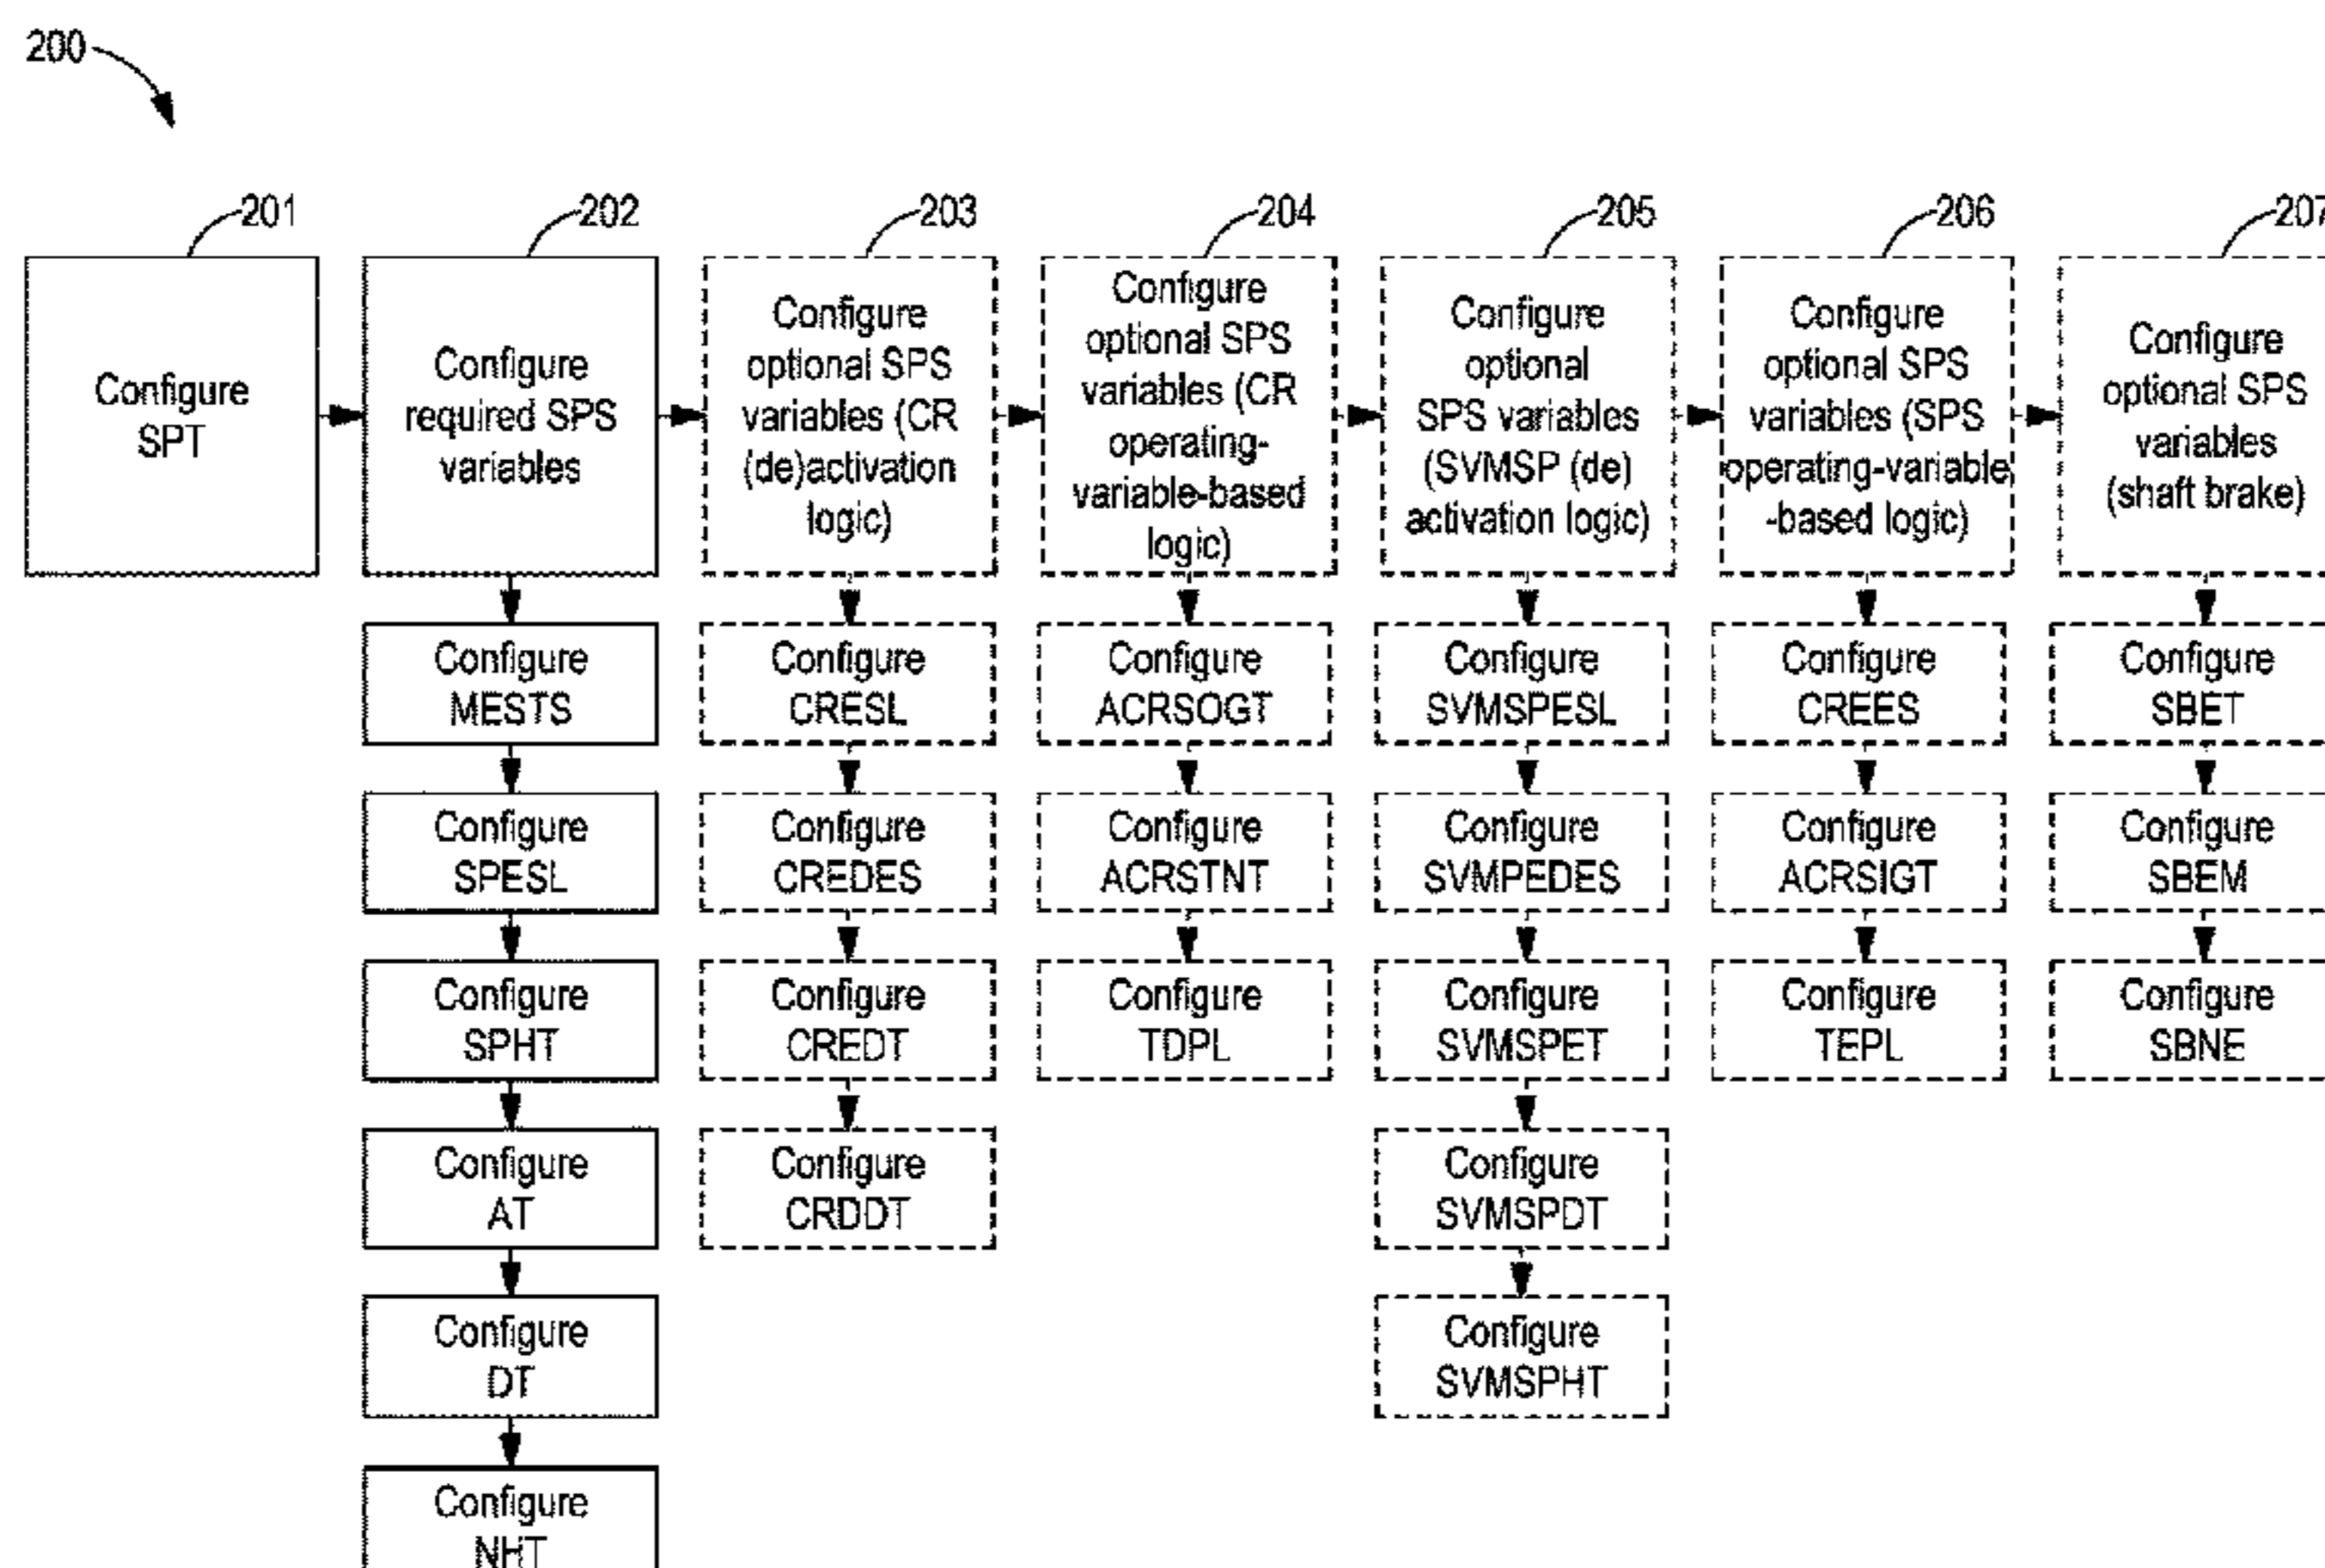 200
201
202
203
204
205
206
207
Configure
SPT
Configure
required SPS
variables
Configure
optional SPS
variables (CR
(de)activation
logic)
Configure
optional SPS
variables (CR
operating-
variable-based
logic)
Configure
optional
SPS variables
(SVMSP (de)
activation logic)
Configure
optional SPS
variables (SPS
operating-variable
-based logic)
Configure
optional SPS
variables
(shaft brake)
Configure
MESTS
Configure
SPESL
Configure
SPHT
Configure
AT
Configure
DT
Configure
NHT
Configure
CRESL
Configure
CREDES
Configure
CREDT
Configure
CRDDT
Configure
ACRSOGT
Configure
ACRSTNT
Configure
TDPL
Configure
SVMSPESL
Configure
SVMPEDES
Configure
SVMSPET
Configure
SVMSPDT
Configure
SVMSPHT
Configure
CREES
Configure
ACRSIGT
Configure
TEPL
Configure
SBET
Configure
SBEM
Configure
SBNE